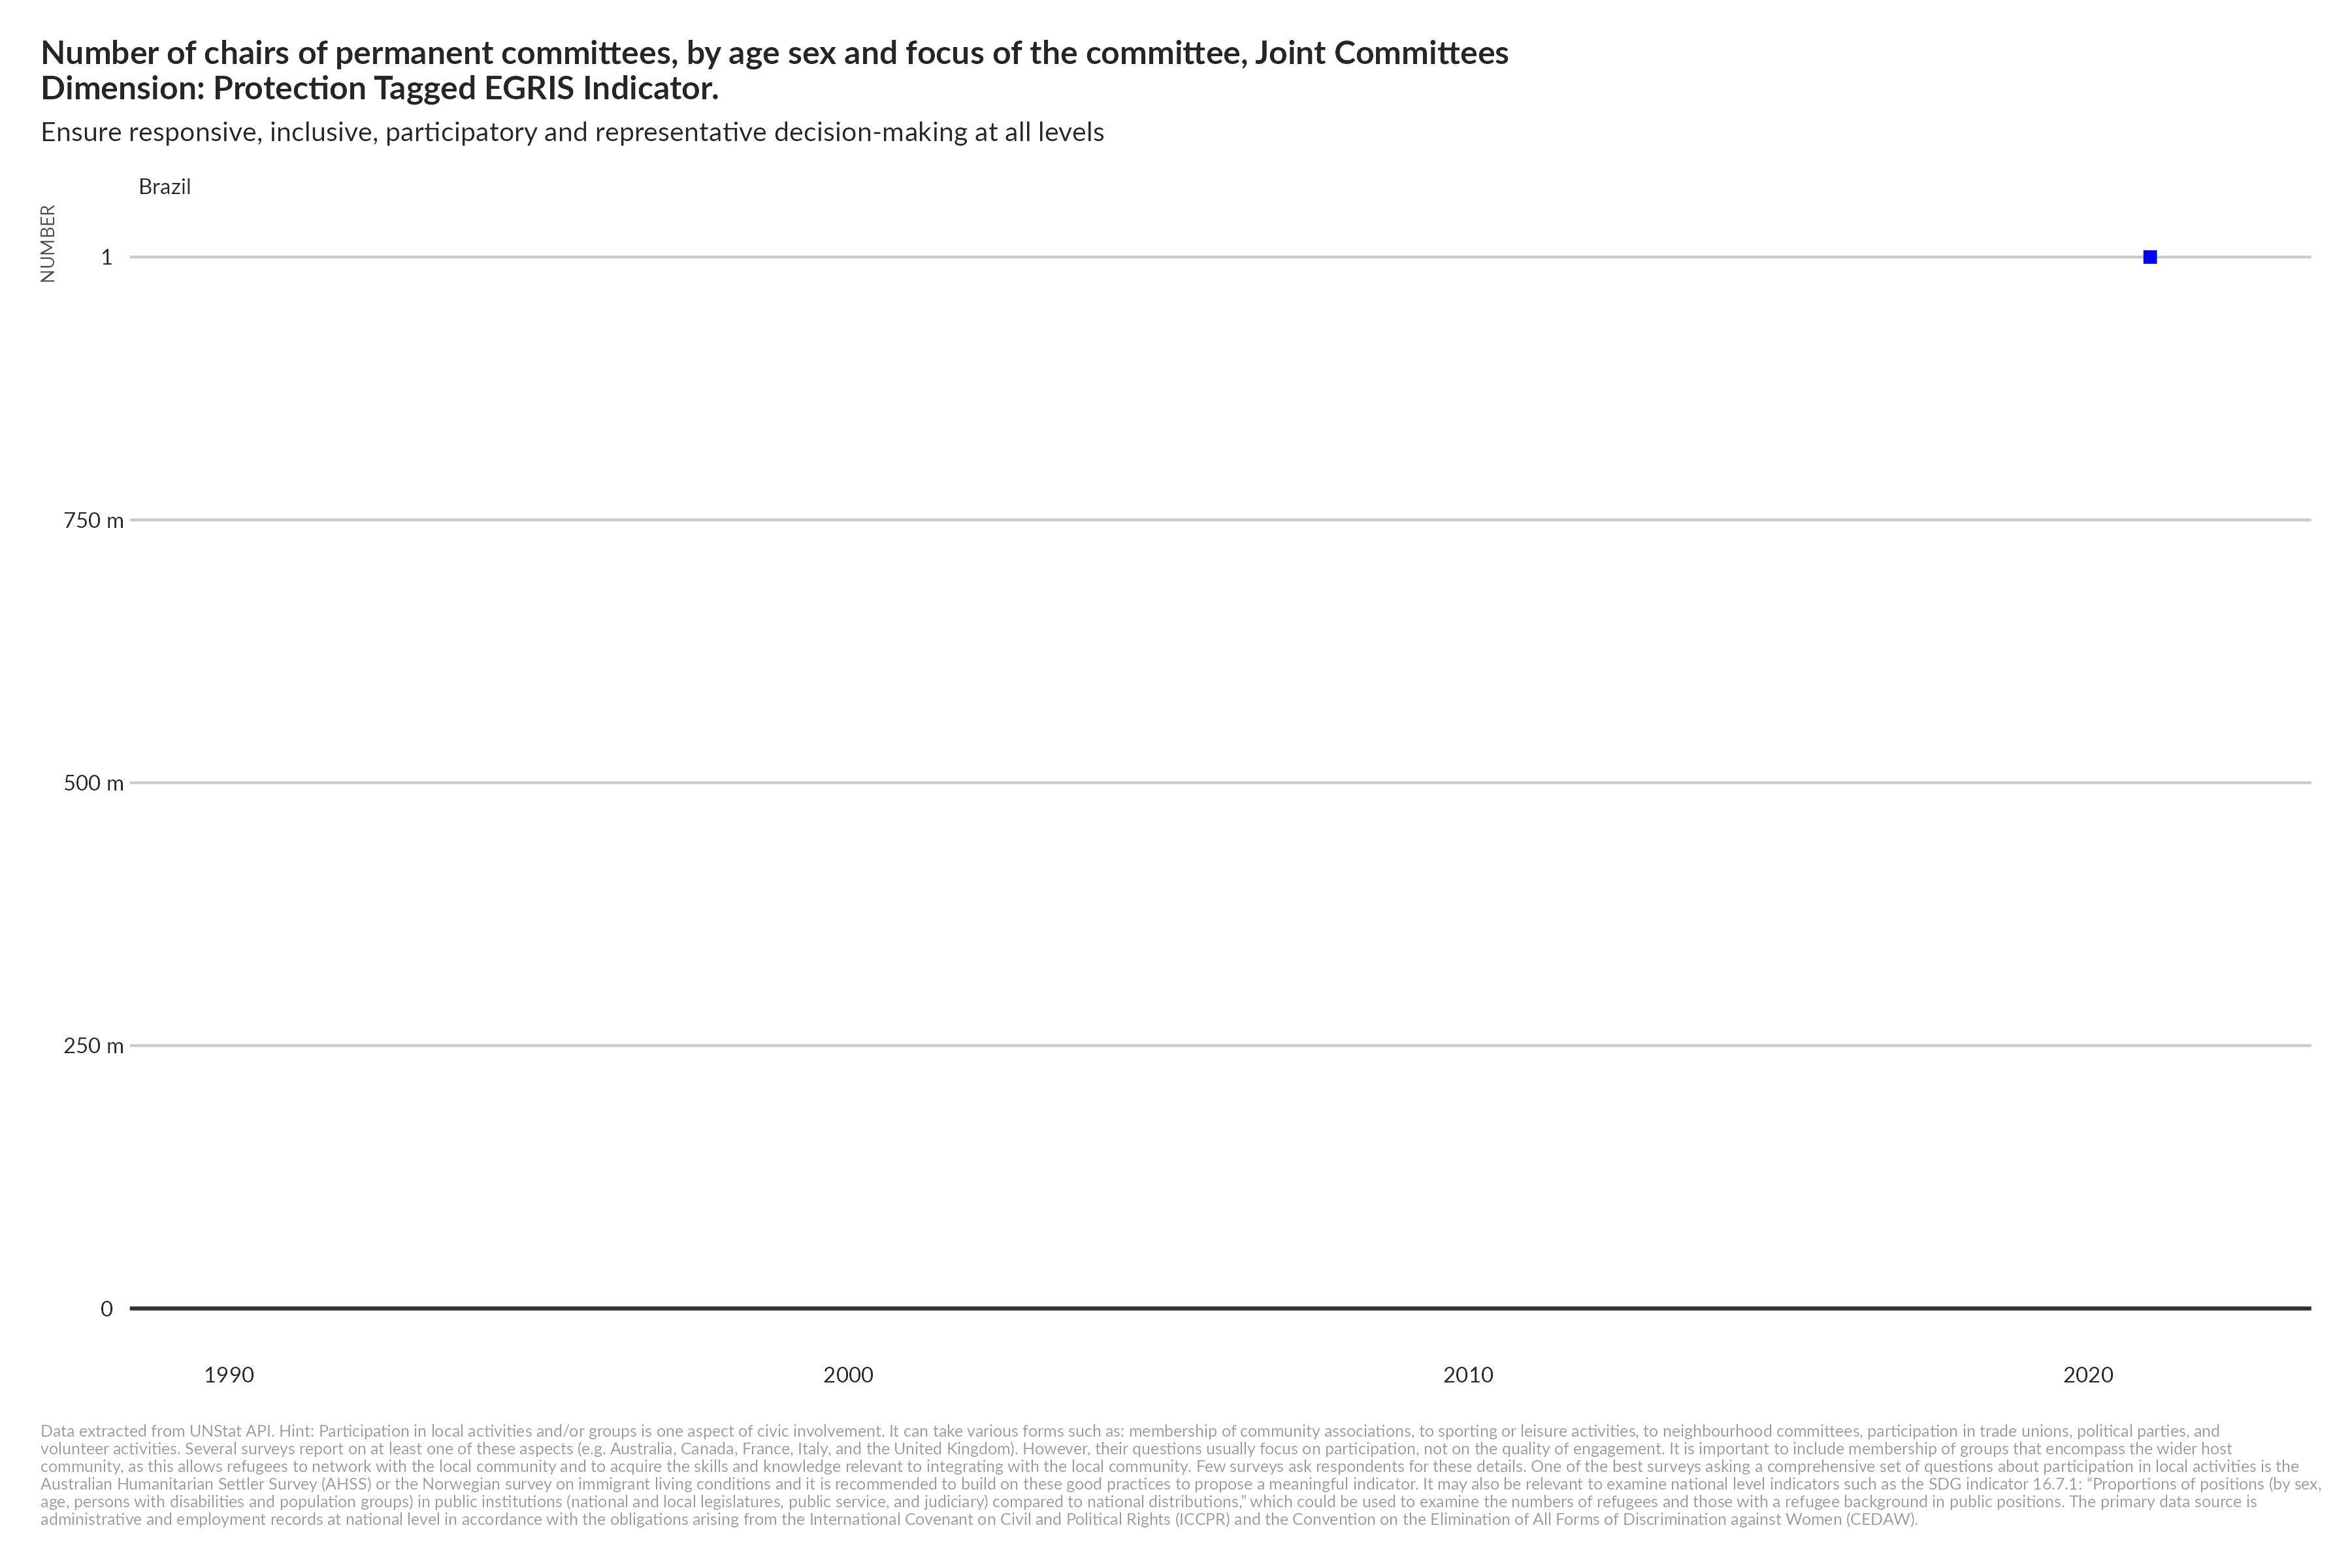 Number of chairs of permanent committees, by age sex and focus of the committee, Joint Committees
Dimension: Protection Tagged EGRIS Indicator.
Ensure responsive, inclusive, participatory and representative decision-making at all levels
Brazil
NUMBER
1
750 m
500 m
250 m
0
1990
2000
2010
2020
Data extracted from UNStat API. Hint: Participation in local activities and/or groups is one aspect of civic involvement. It can take various forms such as: membership of community associations, to sporting or leisure activities, to neighbourhood committees, participation in trade unions, political parties, and
volunteer activities. Several surveys report on at least one of these aspects (e.g. Australia, Canada, France, Italy, and the United Kingdom). However, their questions usually focus on participation, not on the quality of engagement. It is important to include membership of groups that encompass the wider host
community, as this allows refugees to network with the local community and to acquire the skills and knowledge relevant to integrating with the local community. Few surveys ask respondents for these details. One of the best surveys asking a comprehensive set of questions about participation in local activities is the
Australian Humanitarian Settler Survey (AHSS) or the Norwegian survey on immigrant living conditions and it is recommended to build on these good practices to propose a meaningful indicator. It may also be relevant to examine national level indicators such as the SDG indicator 16.7.1: “Proportions of positions (by sex,
age, persons with disabilities and population groups) in public institutions (national and local legislatures, public service, and judiciary) compared to national distributions,” which could be used to examine the numbers of refugees and those with a refugee background in public positions. The primary data source is
administrative and employment records at national level in accordance with the obligations arising from the International Covenant on Civil and Political Rights (ICCPR) and the Convention on the Elimination of All Forms of Discrimination against Women (CEDAW).